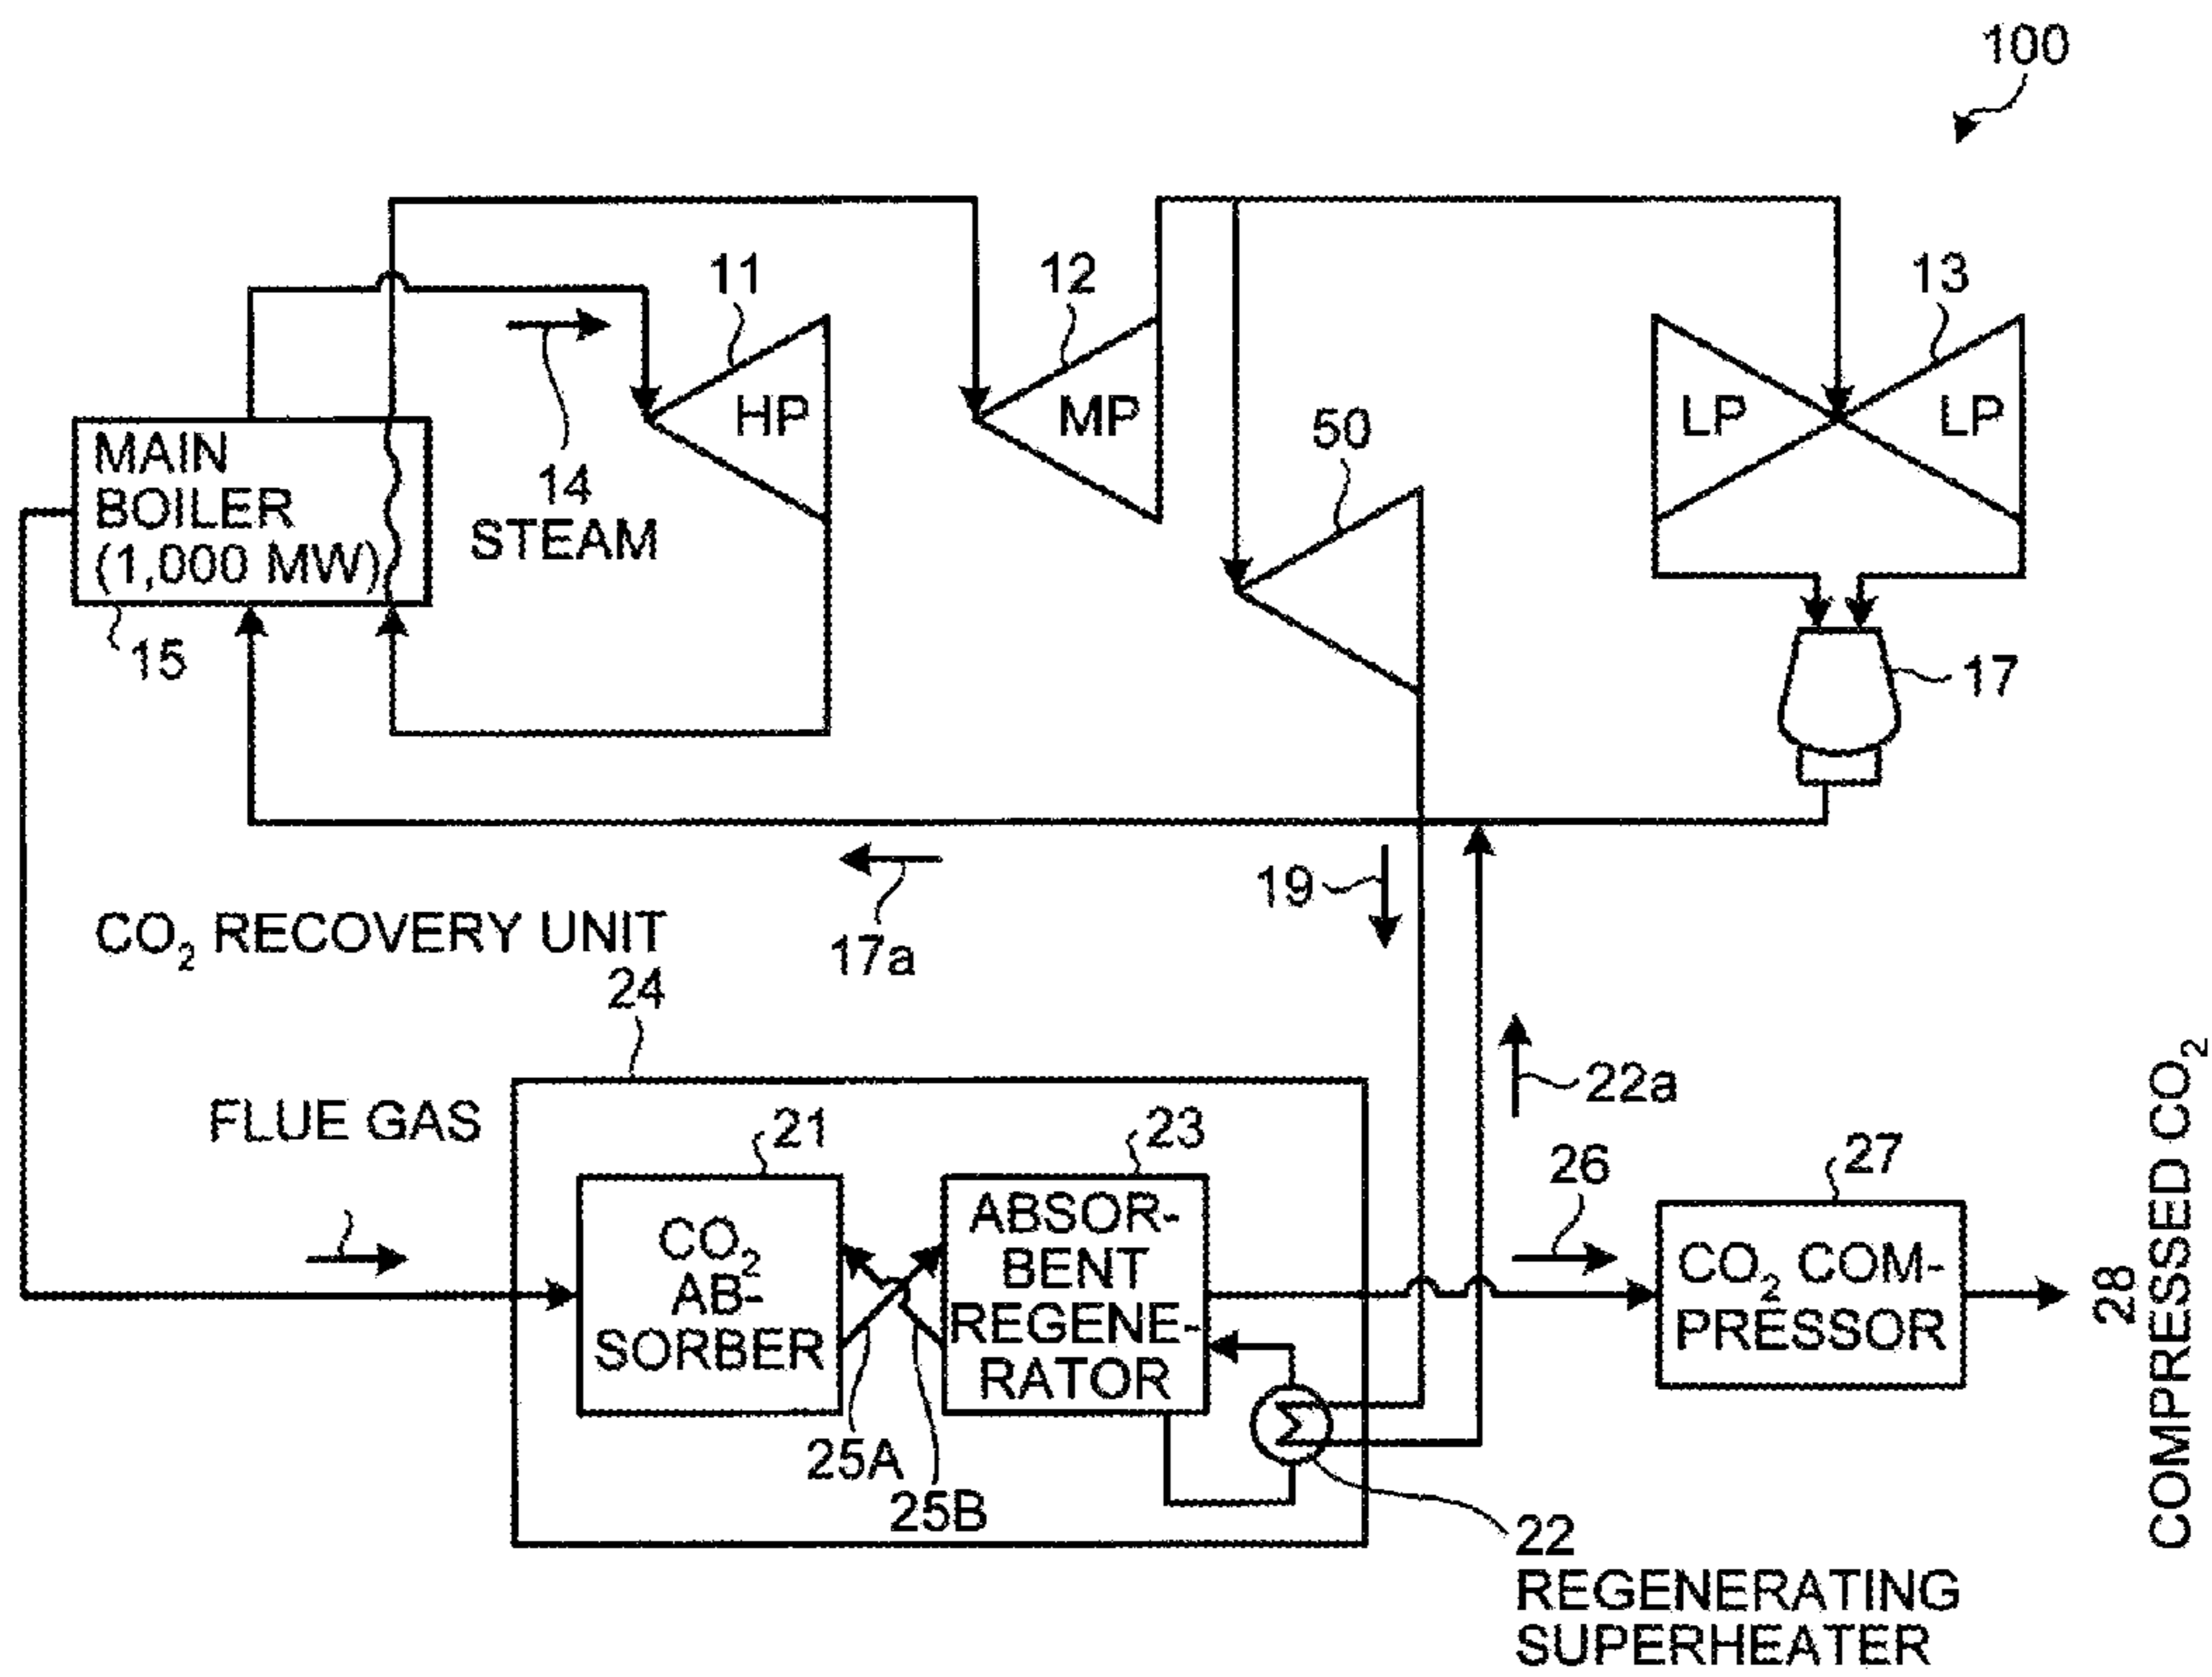 100
11
12
13
HP
MP
LP
LP
50
MAIN
BOILER
(1,000 MW)
14
STEAM
15
17
19
17a
CO₂ RECOVERY UNIT
24
22a
FLUE GAS
21
23
26
27
CO₂
AB-
SORBER
ABSOR-
BENT
REGENE-
RATOR
CO₂ COM-
PRESSOR
28
COMPRESSED CO₂
25A
25B
22
REGENERATING
SUPERHEATER